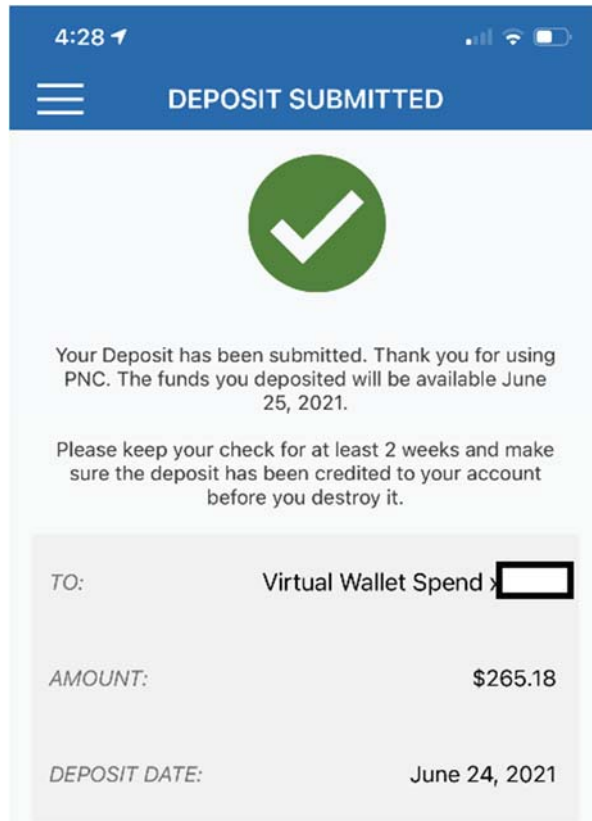 4:28
DEPOSIT SUBMITTED
Your Deposit has been submitted. Thank you for using
PNC. The funds you deposited will be available June
25, 2021.
Please keep your check for at least 2 weeks and make
sure the deposit has been credited to your account
before you destroy it.
TO: Virtual Wallet Spend x
AMOUNT: $265.18
DEPOSIT DATE: June 24, 2021